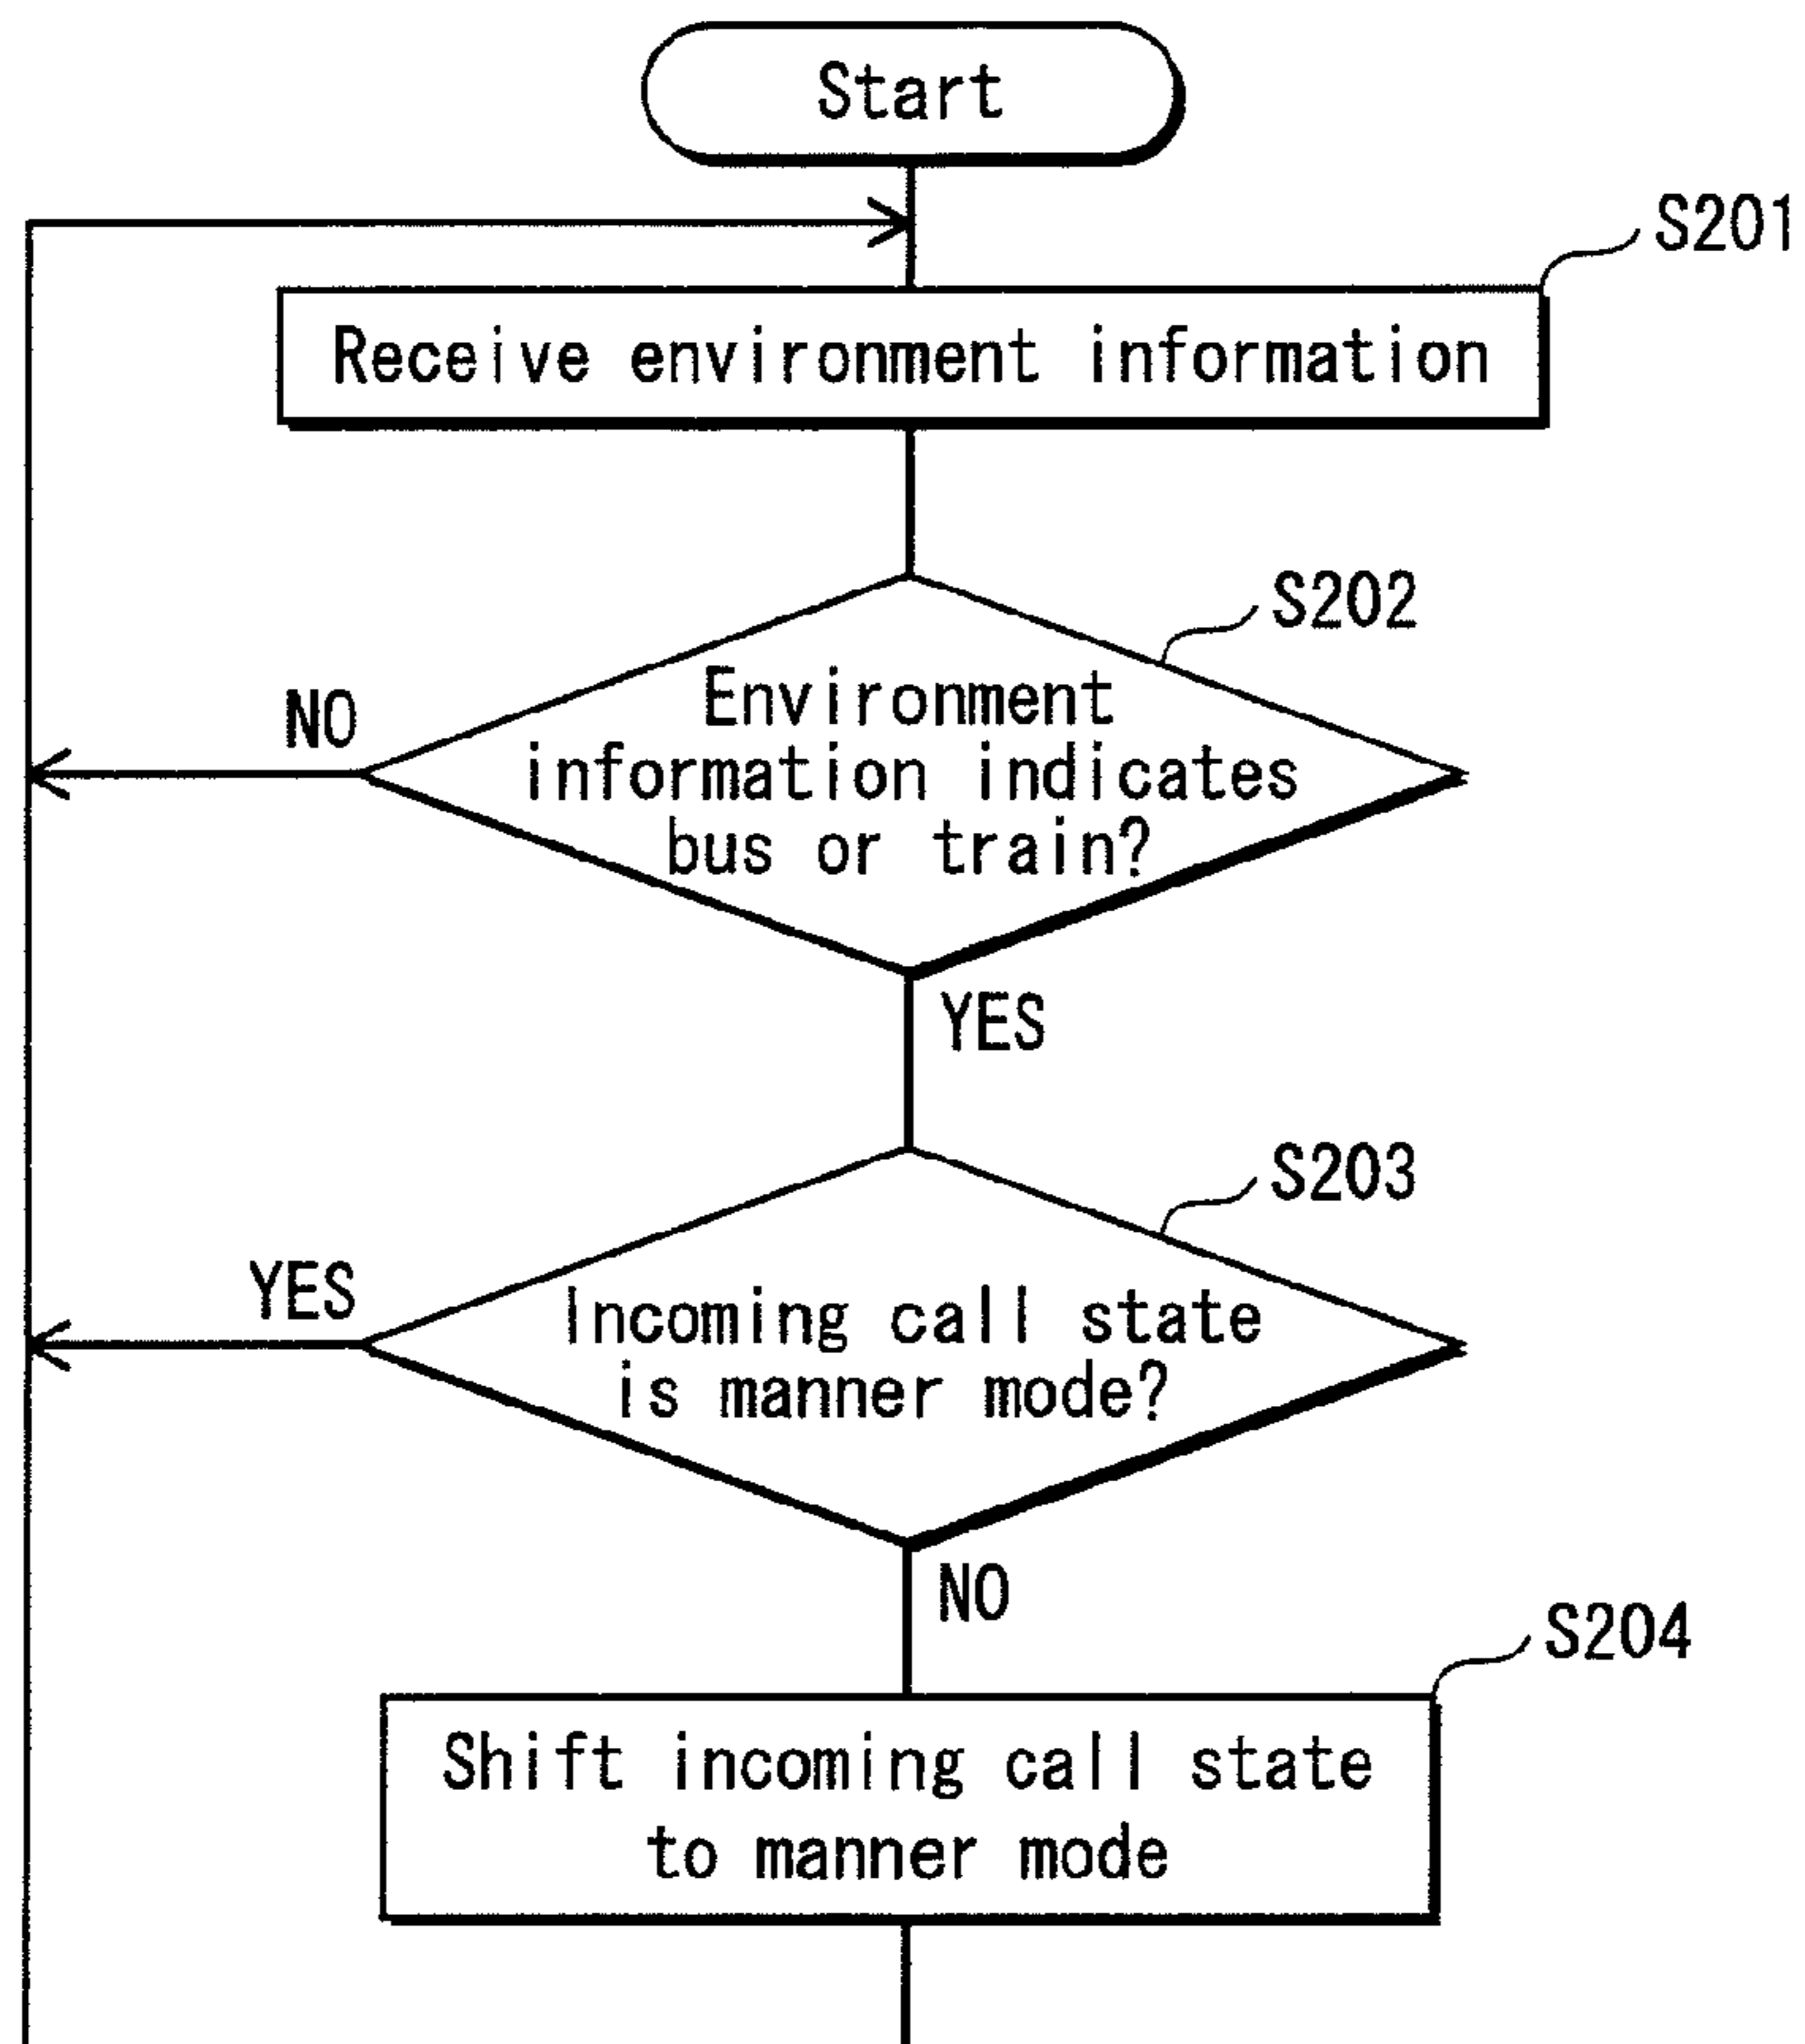 Start
S201
Receive environment information
S202
NO
Environment
information indicates
bus or train?
YES
S203
YES
Incoming call state
is manner mode?
NO
S204
Shift incoming call state
to manner mode